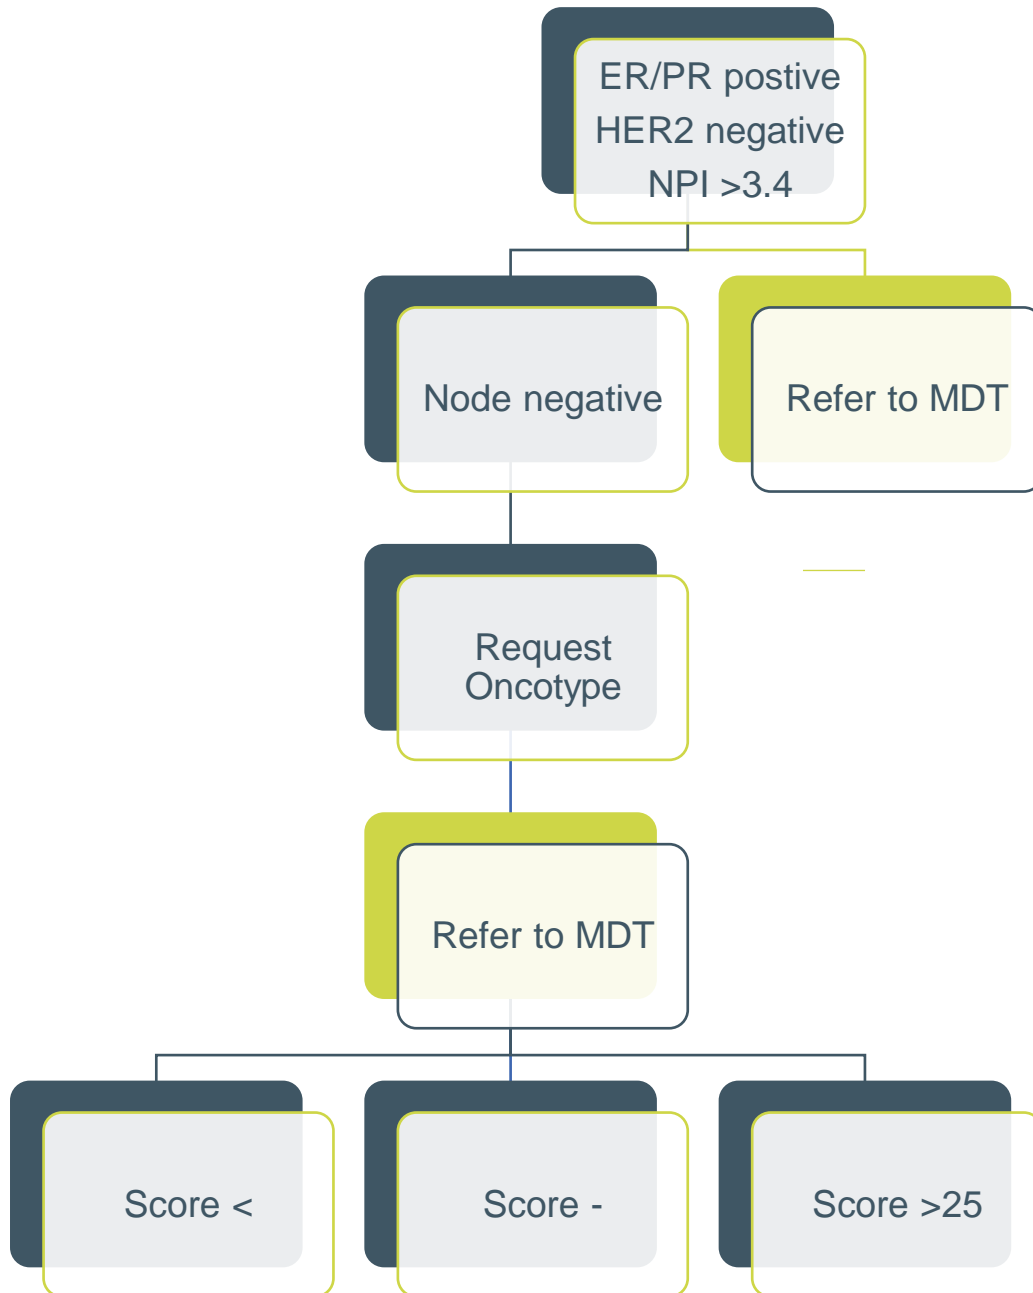 ER/PR postive
HER2 negative
NPI >3.4
Node negative
Refer to MDT
Request
Oncotype
Refer to MDT
Score <
Score -
Score >25